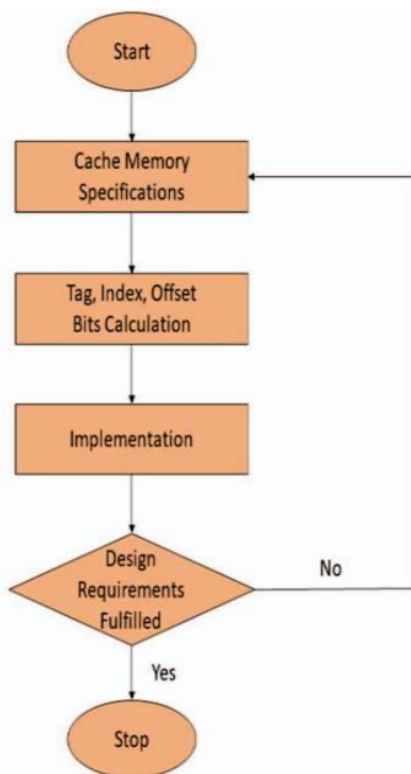 Start
Cache Memory
Specifications
Tag, Index, Offset
Bits Calculation
Implementation
Design
Requirements
Fulfilled
No
Yes
Stop